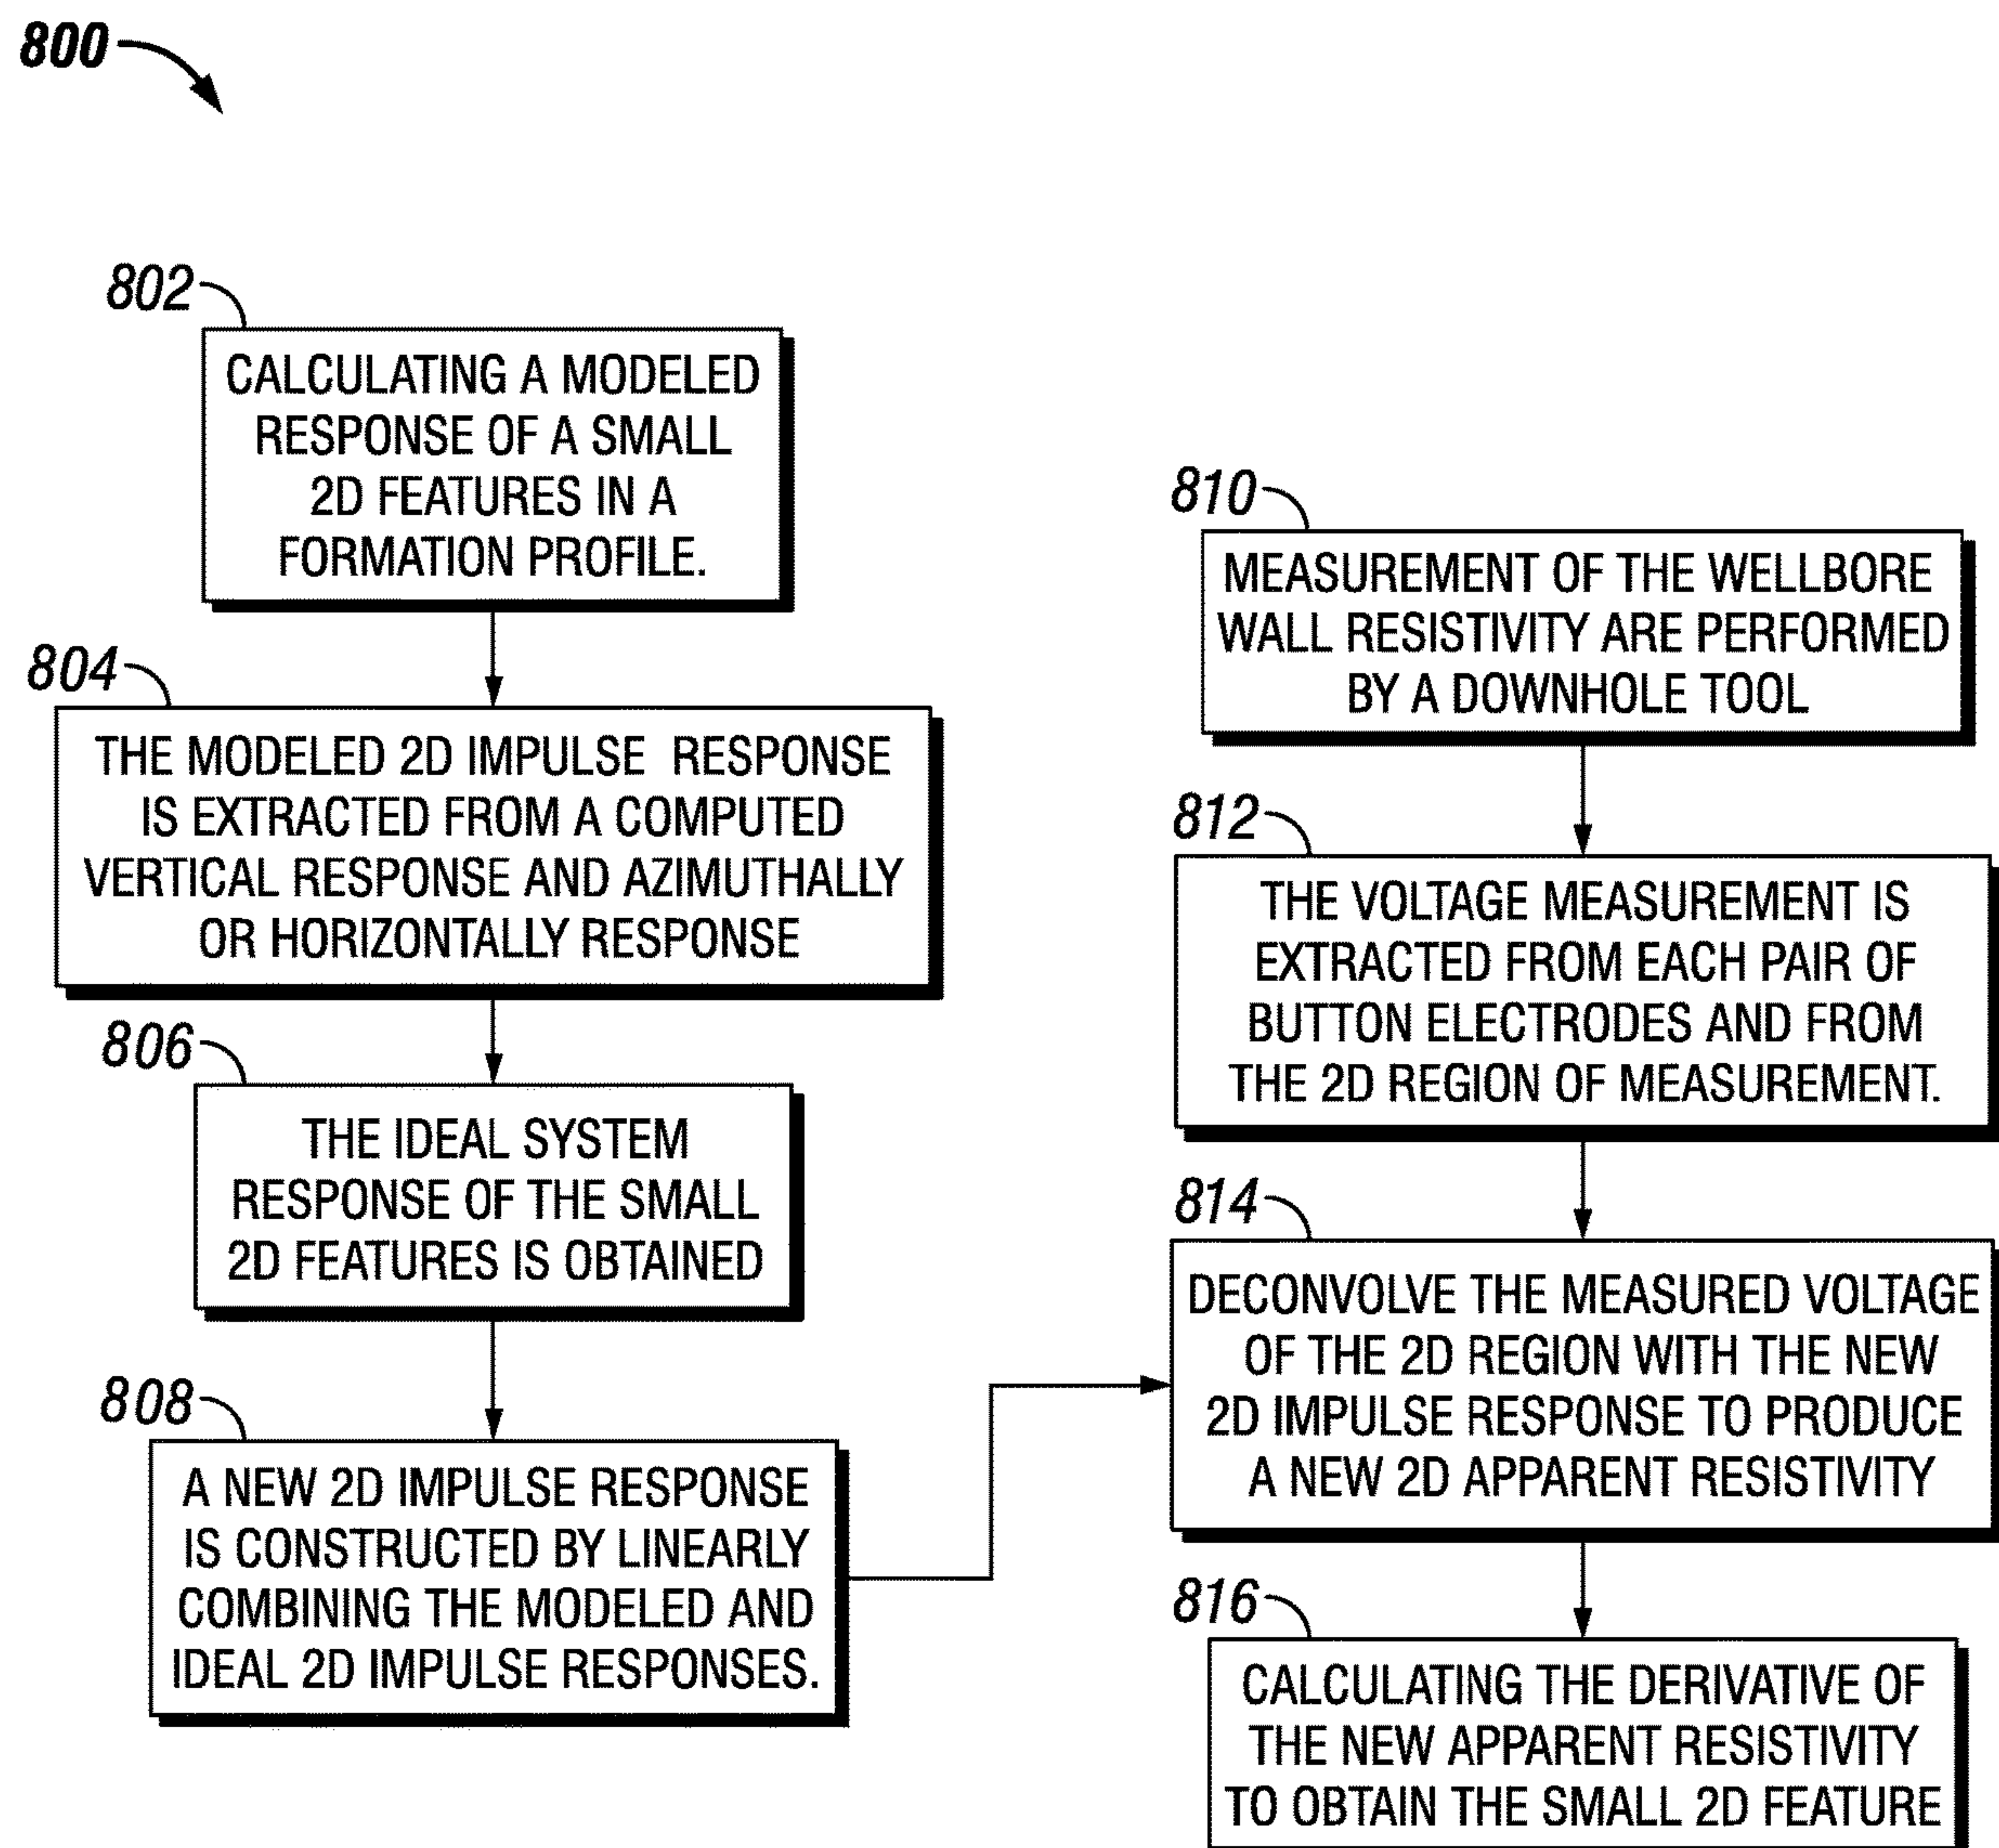 800
802
CALCULATING A MODELED
RESPONSE OF A SMALL
2D FEATURES IN A
FORMATION PROFILE.
804
THE MODELED 2D IMPULSE RESPONSE
IS EXTRACTED FROM A COMPUTED
VERTICAL RESPONSE AND AZIMUTHALLY
OR HORIZONTALLY RESPONSE
806
THE IDEAL SYSTEM
RESPONSE OF THE SMALL
2D FEATURES IS OBTAINED
808
A NEW 2D IMPULSE RESPONSE
IS CONSTRUCTED BY LINEARLY
COMBINING THE MODELED AND
IDEAL 2D IMPULSE RESPONSES.
810
MEASUREMENT OF THE WELLBORE
WALL RESISTIVITY ARE PERFORMED
BY A DOWNHOLE TOOL
812
THE VOLTAGE MEASUREMENT IS
EXTRACTED FROM EACH PAIR OF
BUTTON ELECTRODES AND FROM
THE 2D REGION OF MEASUREMENT.
814
DECONVOLVE THE MEASURED VOLTAGE
OF THE 2D REGION WITH THE NEW
2D IMPULSE RESPONSE TO PRODUCE
A NEW 2D APPARENT RESISTIVITY
816
CALCULATING THE DERIVATIVE OF
THE NEW APPARENT RESISTIVITY
TO OBTAIN THE SMALL 2D FEATURE